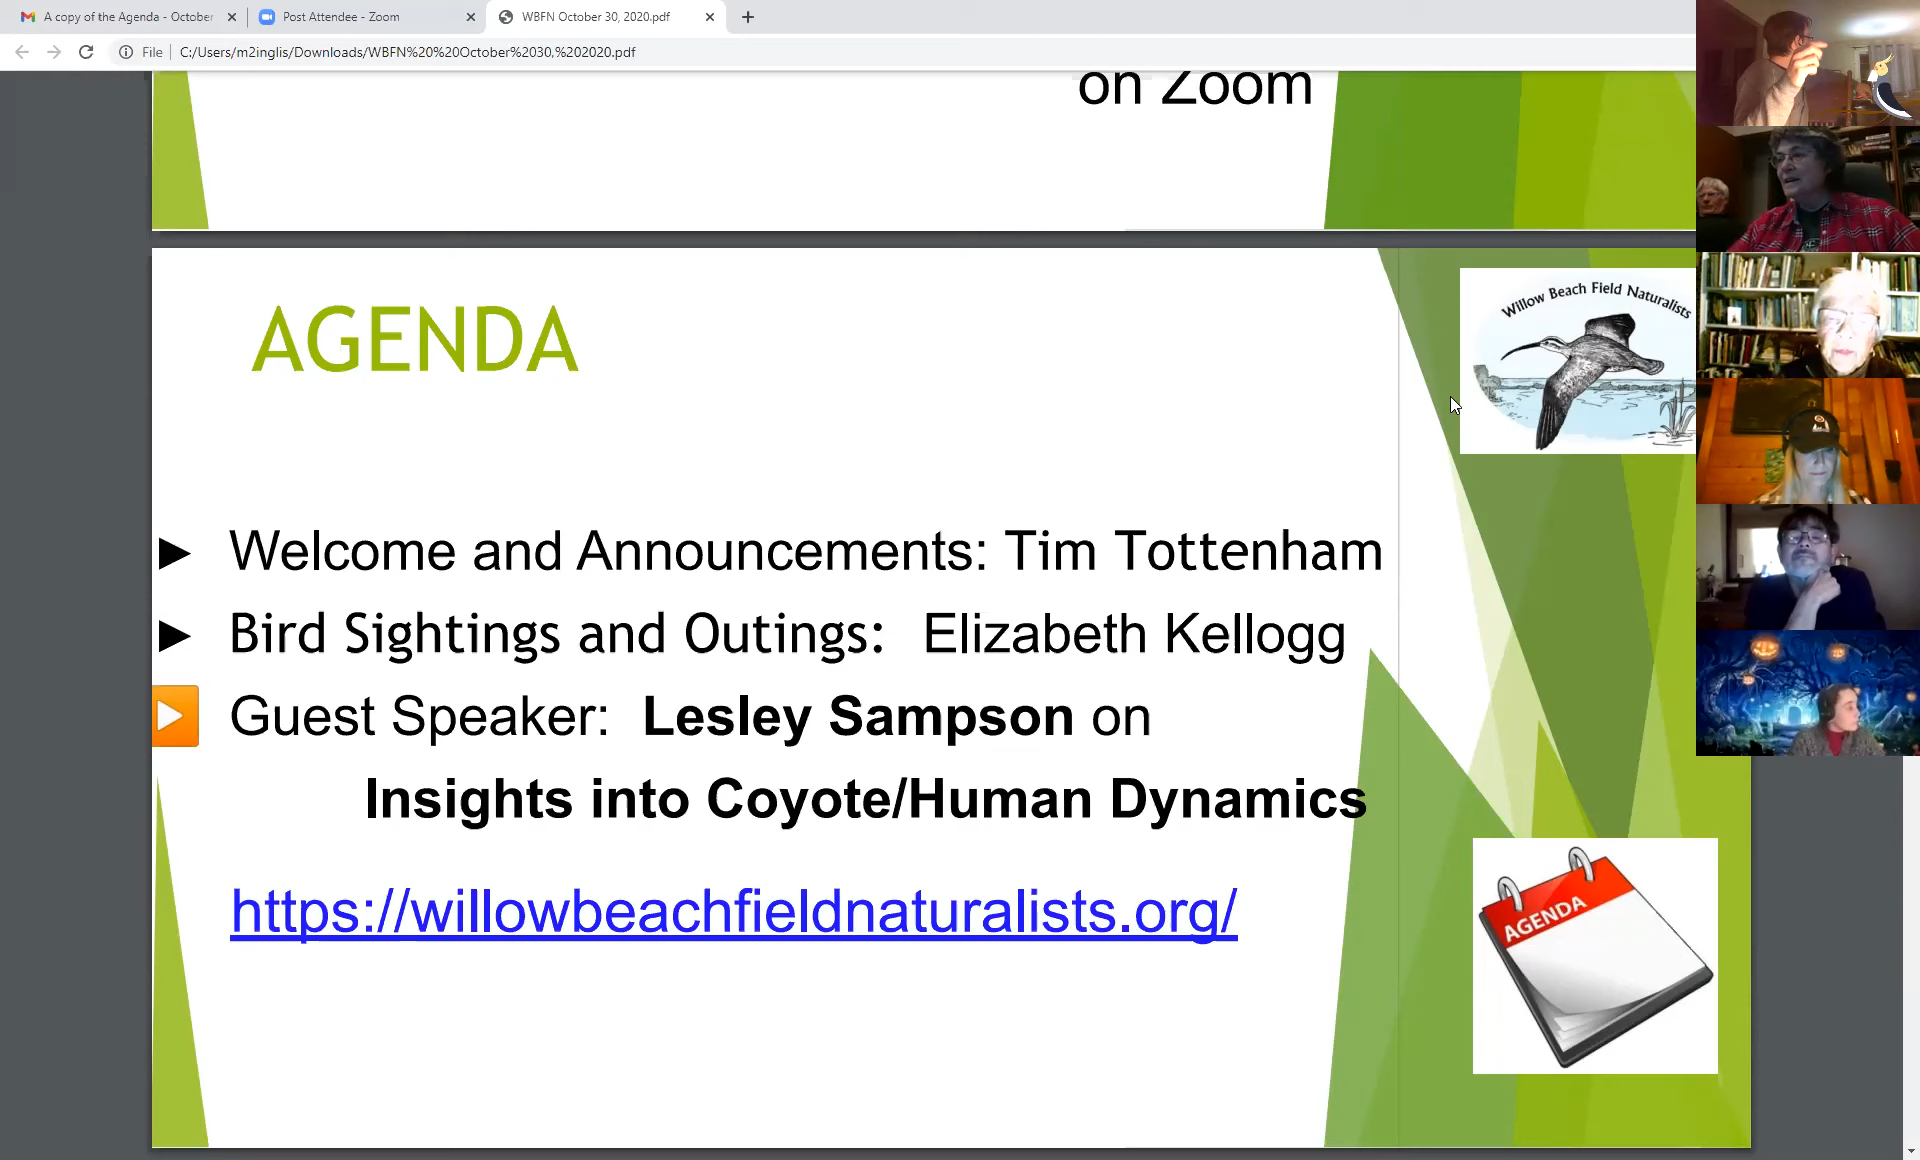 A copy of the Agenda - October
Post Attendee - Zoom
WBFN October 30, 2020.pdf
File
C:/Users/m2inglis/Downloads/WBFN%20%20October%2030,%202020.pdf
on Zoom
AGENDA
Willow Beach Field Naturalists
► Welcome and Announcements: Tim Tottenham
► Bird Sightings and Outings: Elizabeth Kellogg
Guest Speaker: Lesley Sampson on
Insights into Coyote/Human Dynamics
https://willowbeachfieldnaturalists.org/
AGENDA